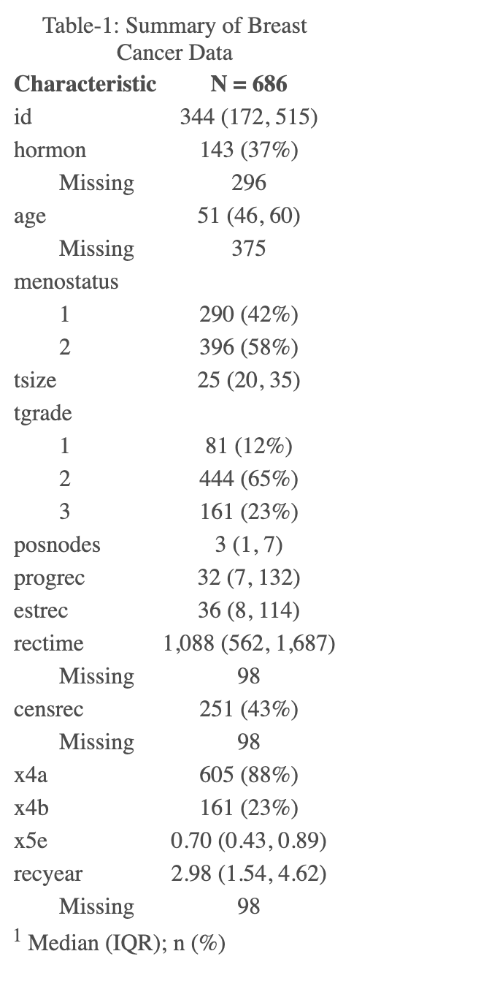 Table-1: Summary of Breast
Cancer Data
Characteristic N = 686
id 344 (172, 515)
hormon 143 (37%)
Missing 296
age 51 (46, 60)
Missing 375
menostatus
1 290 (42%)
2 396 (58%)
tsize 25 (20, 35)
tgrade
1 81 (12%)
2 444 (65%)
3 161 (23%)
posnodes 3 (1, 7)
progrec 32 (7, 132)
estrec 36 (8, 114)
rectime 1,088 (562, 1,687)
Missing 98
censrec 251 (43%)
Missing 98
x4a 605 (88%)
x4b 161 (23%)
x5e 0.70 (0.43, 0.89)
recyear 2.98 (1.54, 4.62)
Missing 98
1 Median (IQR); n (%)